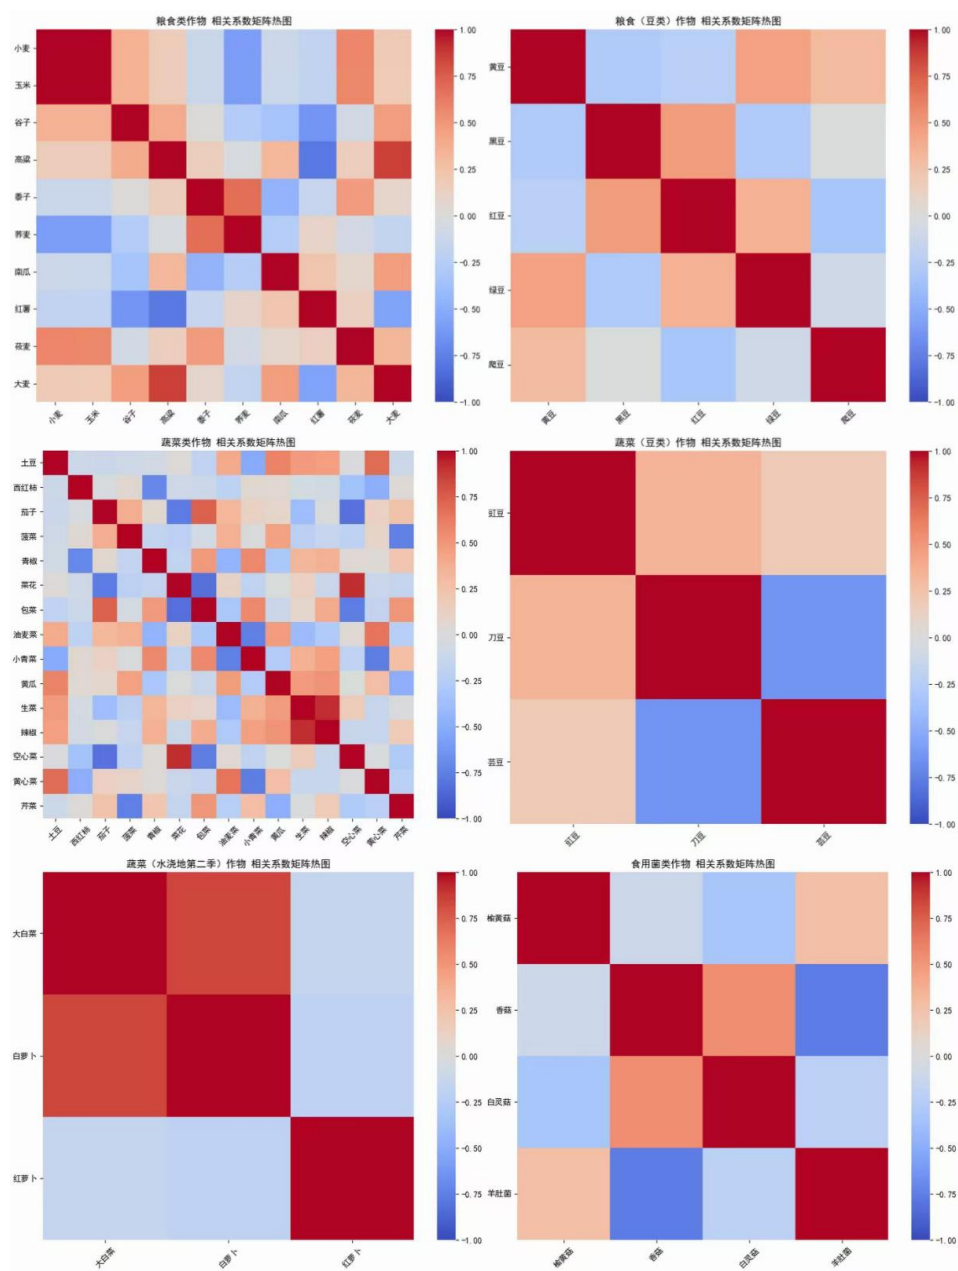 粮食类作物 相关系数矩阵热图
小麦
玉米
谷子
高粱
黍子
荞麦
南瓜
红薯
莜麦
大麦
小麦 玉米 谷子 高粱 黍子 荞麦 南瓜 红薯 莜麦 大麦
1.00
0.75
0.50
0.25
0.00
-0.25
-0.50
-0.75
-1.00
粮食（豆类）作物 相关系数矩阵热图
黄豆
黑豆
红豆
绿豆
爬豆
黄豆 黑豆 红豆 绿豆 爬豆
1.00
0.75
0.50
0.25
0.00
-0.25
-0.50
-0.75
-1.00
蔬菜类作物 相关系数矩阵热图
土豆
西红柿
茄子
菠菜
青椒
菜花
包菜
油麦菜
小青菜
黄瓜
生菜
辣椒
空心菜
黄心菜
芹菜
土豆 西红柿 茄子 菠菜 青椒 菜花 包菜 油麦菜 小青菜 黄瓜 生菜 辣椒 空心菜 黄心菜 芹菜
1.00
0.75
0.50
0.25
0.00
-0.25
-0.50
-0.75
-1.00
蔬菜（豆类）作物 相关系数矩阵热图
豇豆
刀豆
芸豆
豇豆 刀豆 芸豆
1.00
0.75
0.50
0.25
0.00
-0.25
-0.50
-0.75
-1.00
蔬菜（水浇地第二季）作物 相关系数矩阵热图
大白菜
白萝卜
红萝卜
大白菜 白萝卜 红萝卜
1.00
0.75
0.50
0.25
0.00
-0.25
-0.50
-0.75
-1.00
食用菌类作物 相关系数矩阵热图
榆黄菇
香菇
白灵菇
羊肚菌
榆黄菇 香菇 白灵菇 羊肚菌
1.00
0.75
0.50
0.25
0.00
-0.25
-0.50
-0.75
-1.00